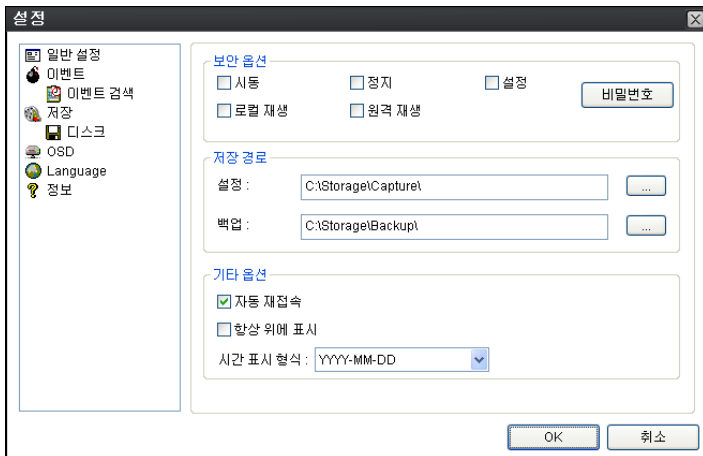 설정
일반 설정
이벤트
이벤트 검색
저장
디스크
OSD
Language
정보
보안 옵션
시동
정지
설정
비밀번호
로컬 재생
원격 재생
저장 경로
설정 :
C:\Storage\Capture\
...
백업 :
C:\Storage\Backup\
...
기타 옵션
자동 재접속
항상 위에 표시
시간 표시 형식 : YYYY-MM-DD
OK
취소